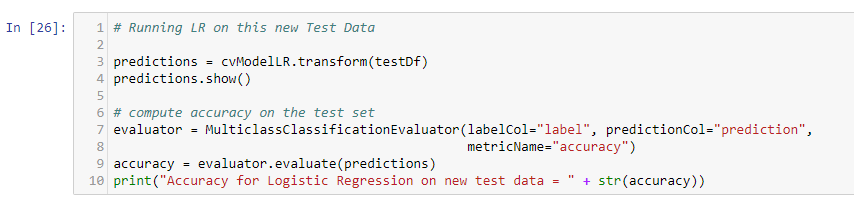 In [26]:
1 # Running LR on this new Test Data
2
3 predictions = cvModelLR.transform(testDf)
4 predictions.show()
5
6 # compute accuracy on the test set
7 evaluator = MulticlassClassificationEvaluator(labelCol="label", predictionCol="prediction",
8                                               metricName="accuracy")
9 accuracy = evaluator.evaluate(predictions)
10 print("Accuracy for Logistic Regression on new test data = " + str(accuracy))